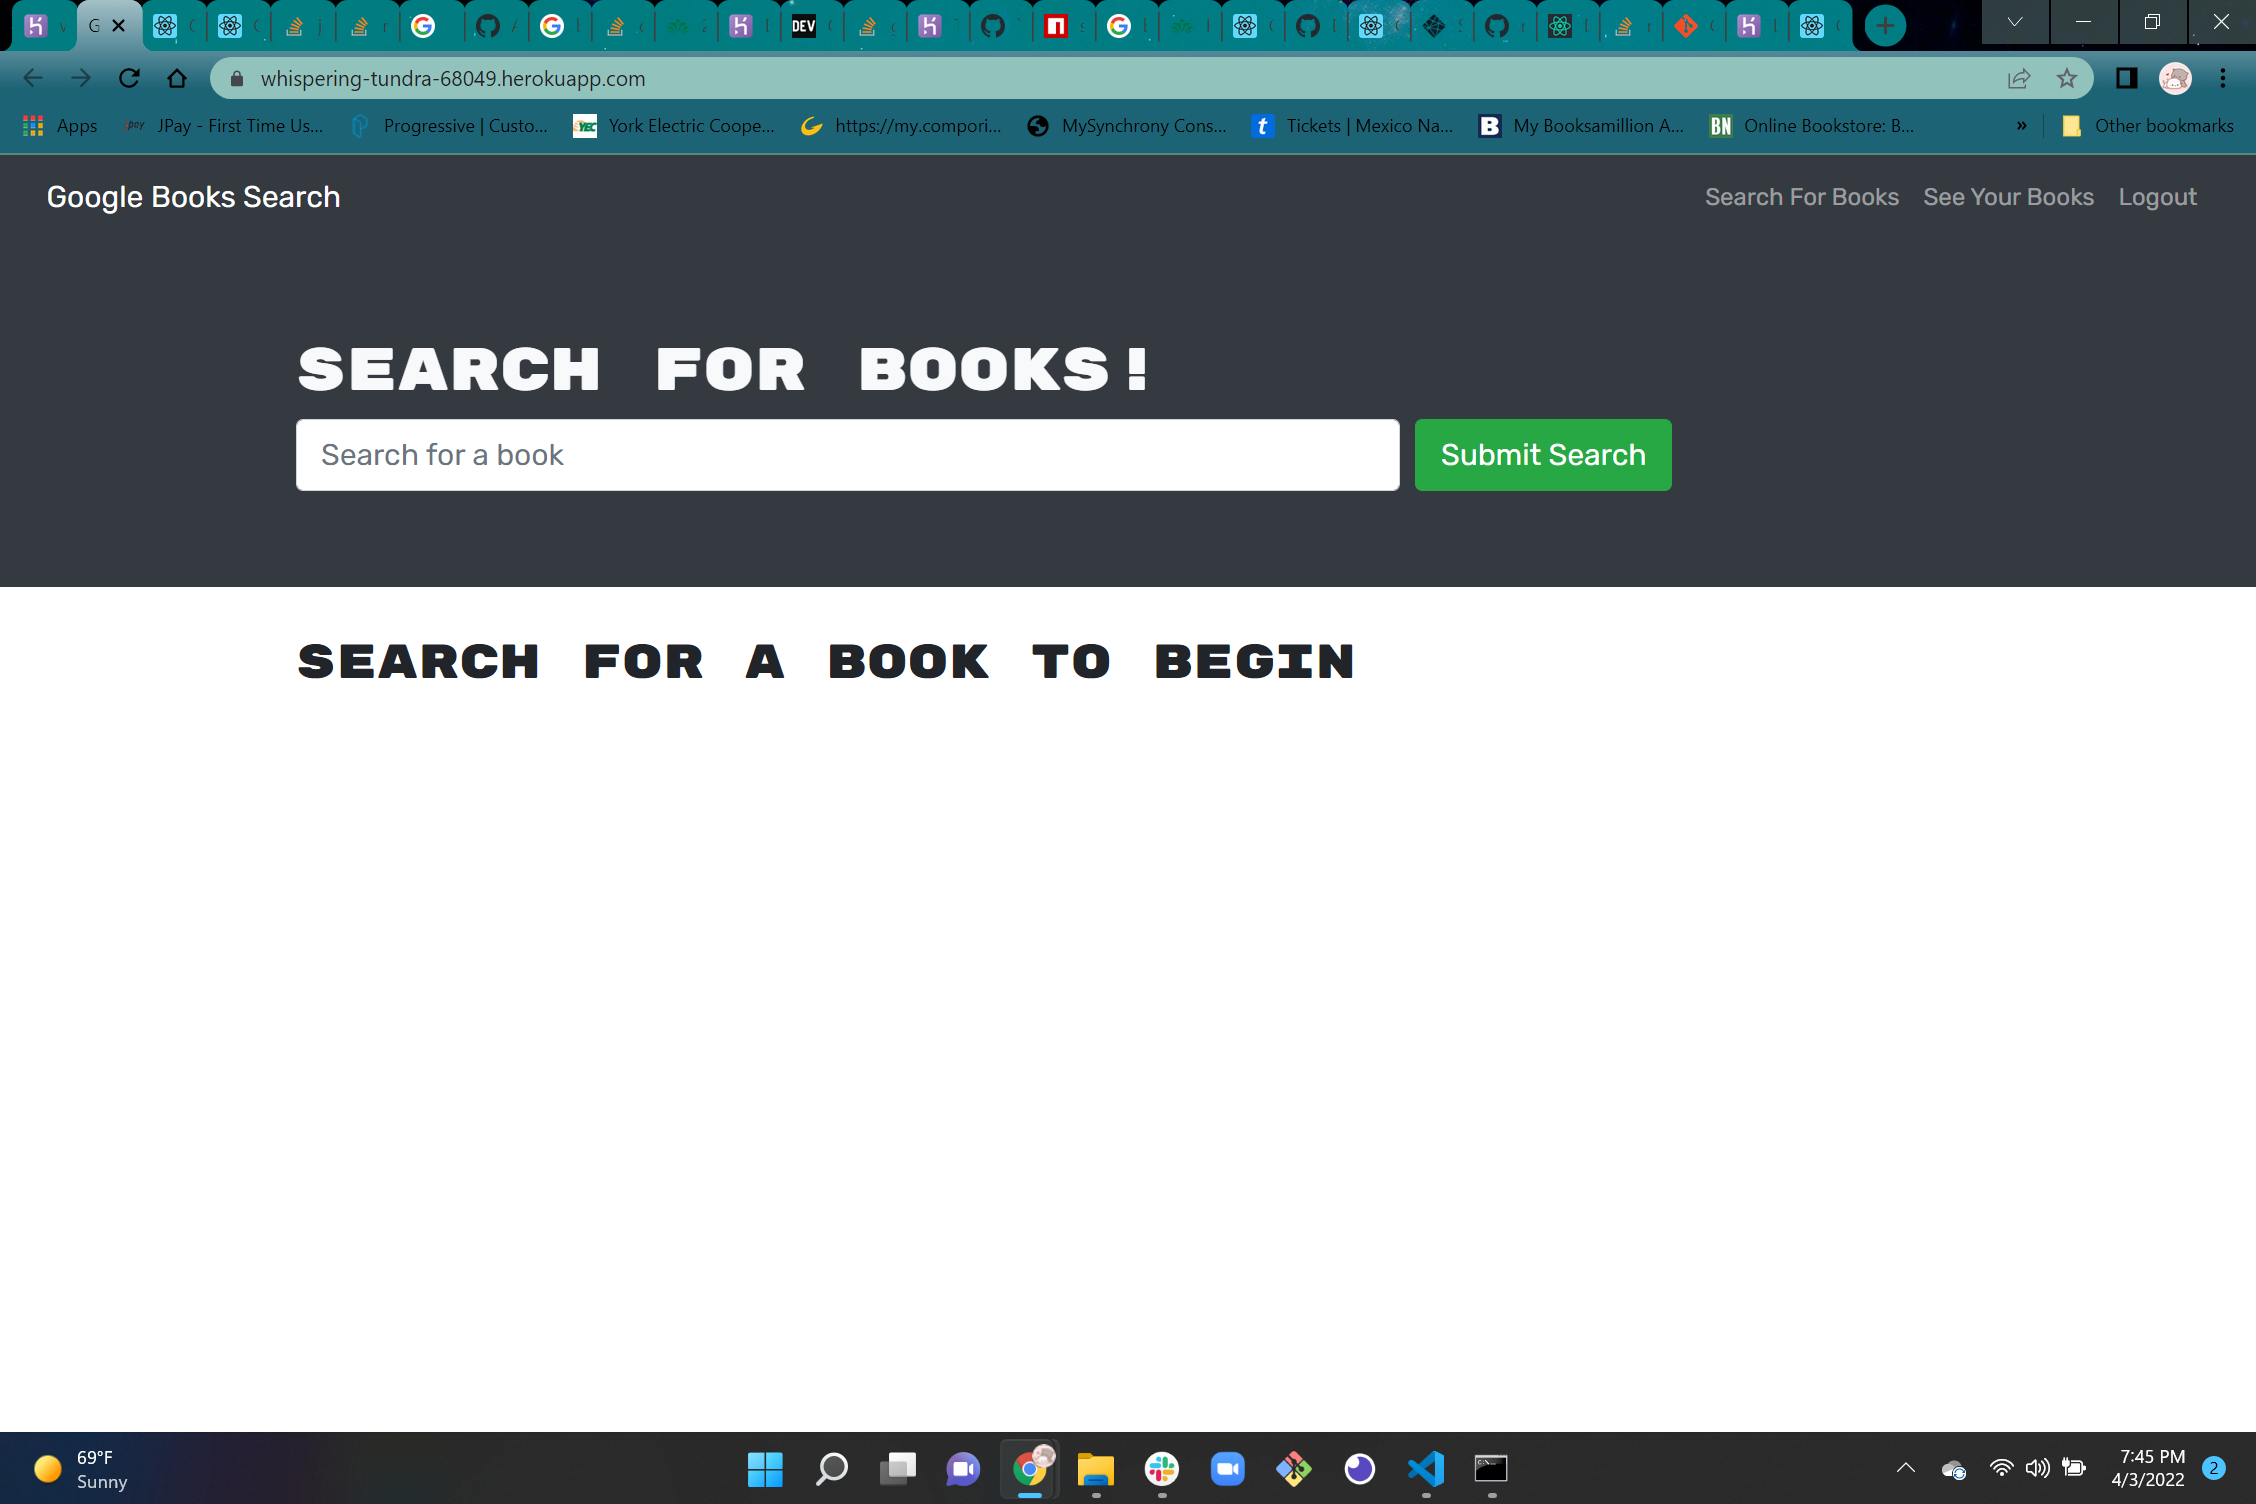 whispering-tundra-68049.herokuapp.com
Apps
JPay - First Time Us...
Progressive | Custo...
York Electric Coope...
https://my.compori...
MySynchrony Cons...
Tickets | Mexico Na...
My Booksamillion A...
Online Bookstore: B...
»
Other bookmarks
Google Books Search
Search For Books
See Your Books
Logout
SEARCH FOR BOOKS!
Search for a book
Submit Search
SEARCH FOR A BOOK TO BEGIN
69°F
Sunny
7:45 PM
4/3/2022
2